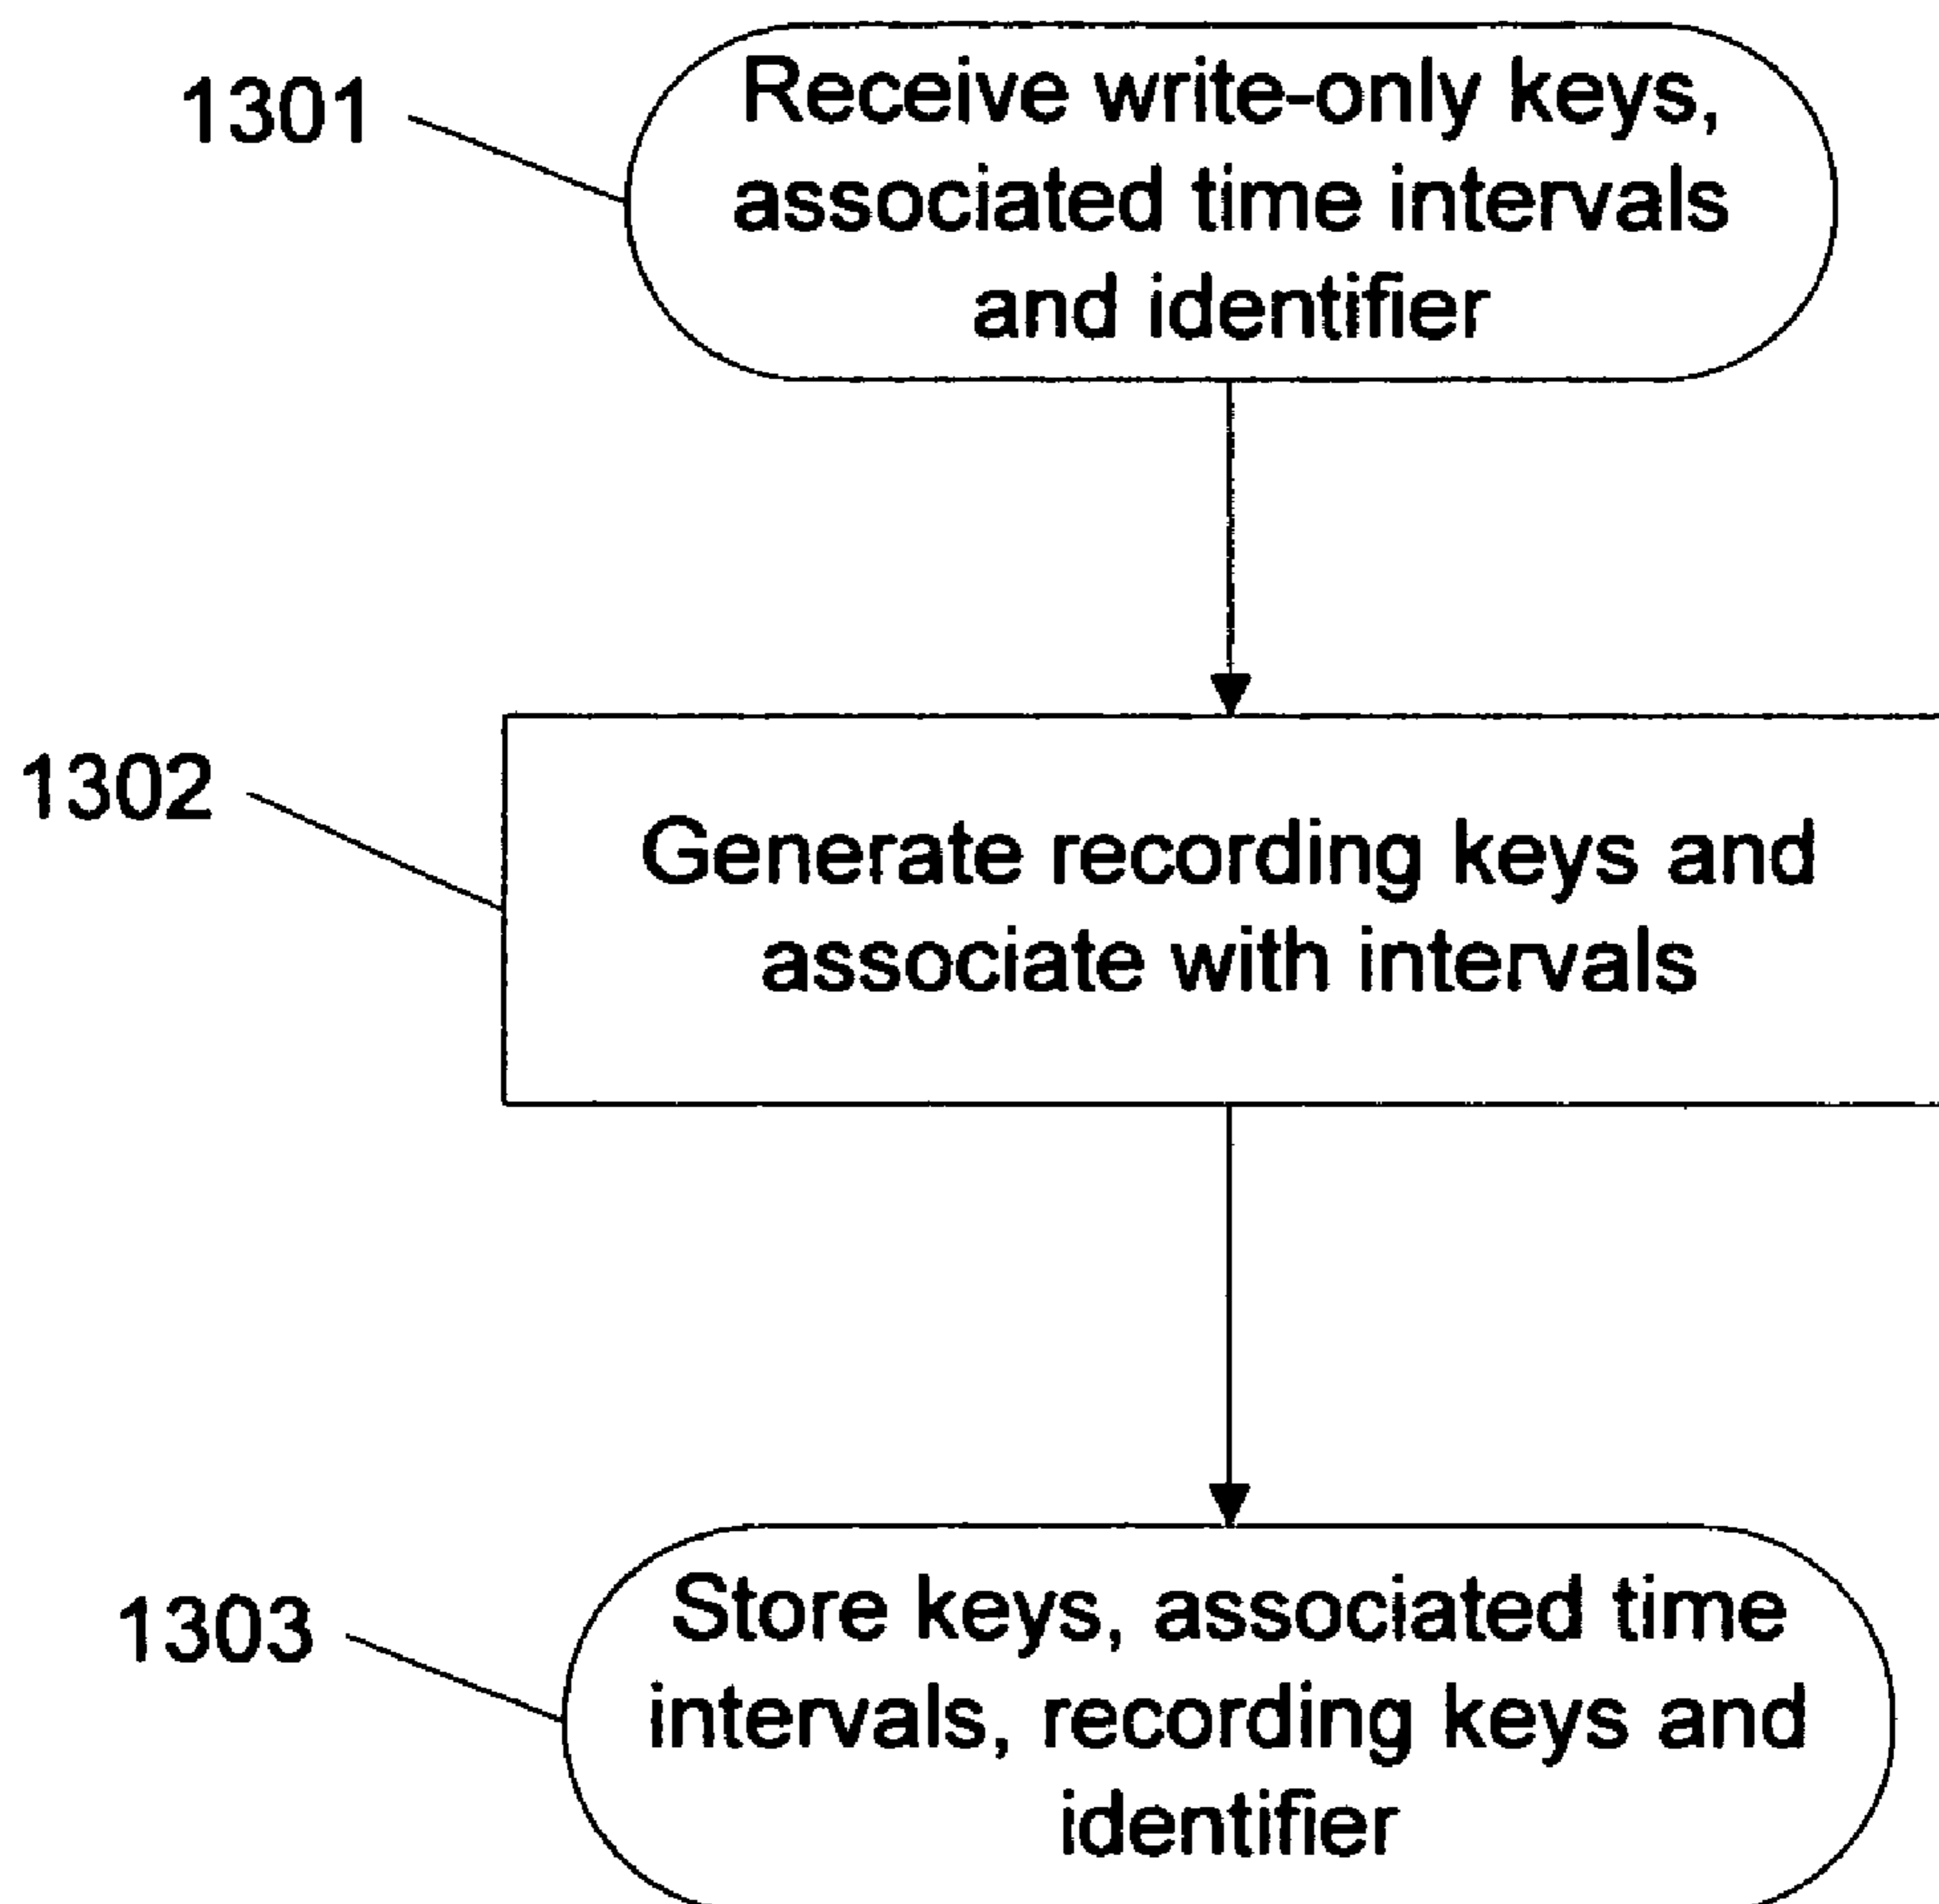 1301
Receive write-only keys,
associated time intervals
and identifier
1302
Generate recording keys and
associate with intervals
1303
Store keys, associated time
intervals, recording keys and
identifier